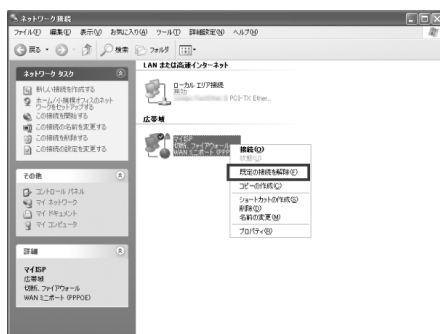 ネットワーク接続
ファイル(F) 編集(E) 表示(V) お気に入り(A) ツール(T) 詳細設定(N) ヘルプ(H)
戻る 検索 フォルダ
ネットワーク タスク
新しい接続を作成する
ホーム/小規模オフィスのネットワークをセットアップする
この接続を開始する
この接続の名前を変更する
この接続を削除する
この接続の設定を変更する
その他
コントロール パネル
マイ ネットワーク
マイ ドキュメント
マイ コンピュータ
詳細
マイISP
広帯域
切断、ファイアウォール
WAN ミニポート (PPPOE)
LAN または高速インターネット
ローカル エリア接続
無効
PCI-TX Ether...
広帯域
マイISP
切断、ファイアウォール
WAN ミニポート (PPP
接続(O)
状態(U)
既定の接続を解除(F)
コピーの作成(C)
ショートカットの作成(S)
削除(D)
名前の変更(M)
プロパティ(R)